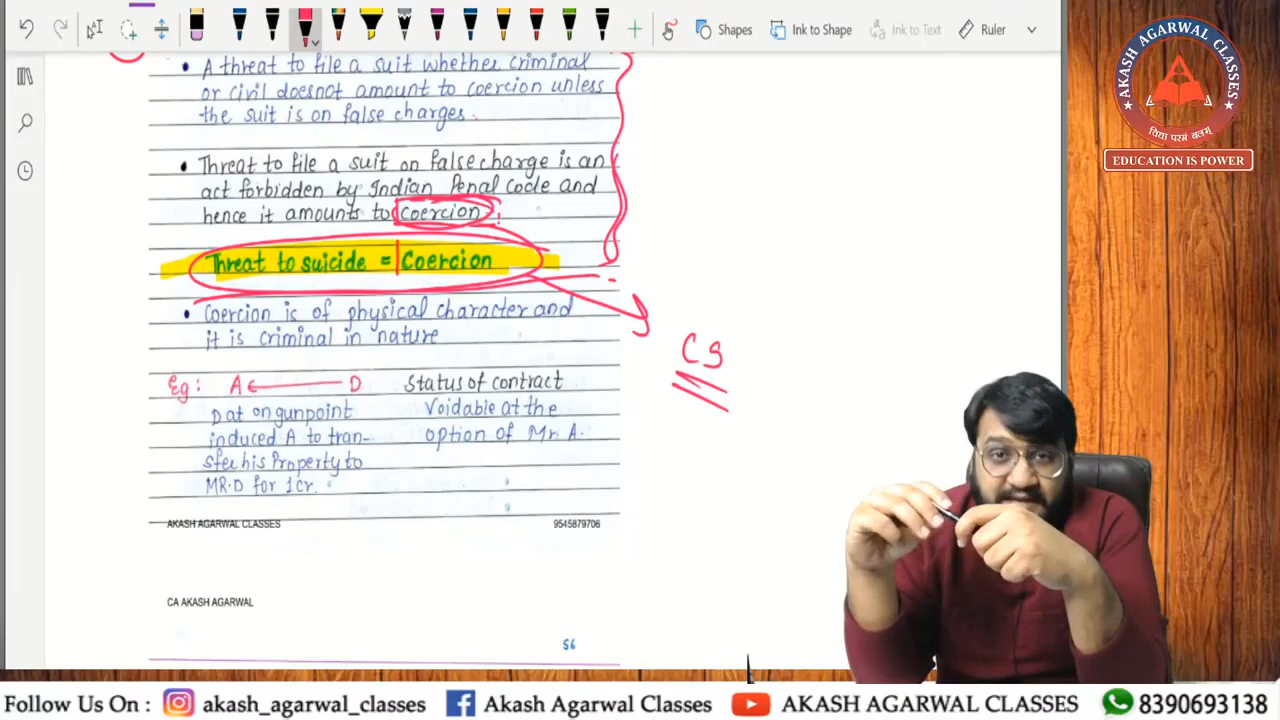 Shapes
Ink to Shape
Ink to Text
Ruler
AKASH AGARWAL CLASSES
विद्या परमं बलम्
EDUCATION IS POWER
• A threat to file a suit whether criminal
or civil doesnot amount to coercion unless
the suit is on false charges.
• Threat to file a suit on false charge is an
act forbidden by Indian Penal Code and
hence it amounts to coercion.
Threat to suicide = Coercion
• Coercion is of physical character and
it is criminal in nature
CS
Eg: A ← D Status of contract
D at on gunpoint Voidable at the
induced A to tran- option of Mr. A.
sfer his Property to
MR.D for 1cr.
AKASH AGARWAL CLASSES 9545879706
CA AKASH AGARWAL
56
Follow Us On : akash_agarwal_classes Akash Agarwal Classes AKASH AGARWAL CLASSES 8390693138